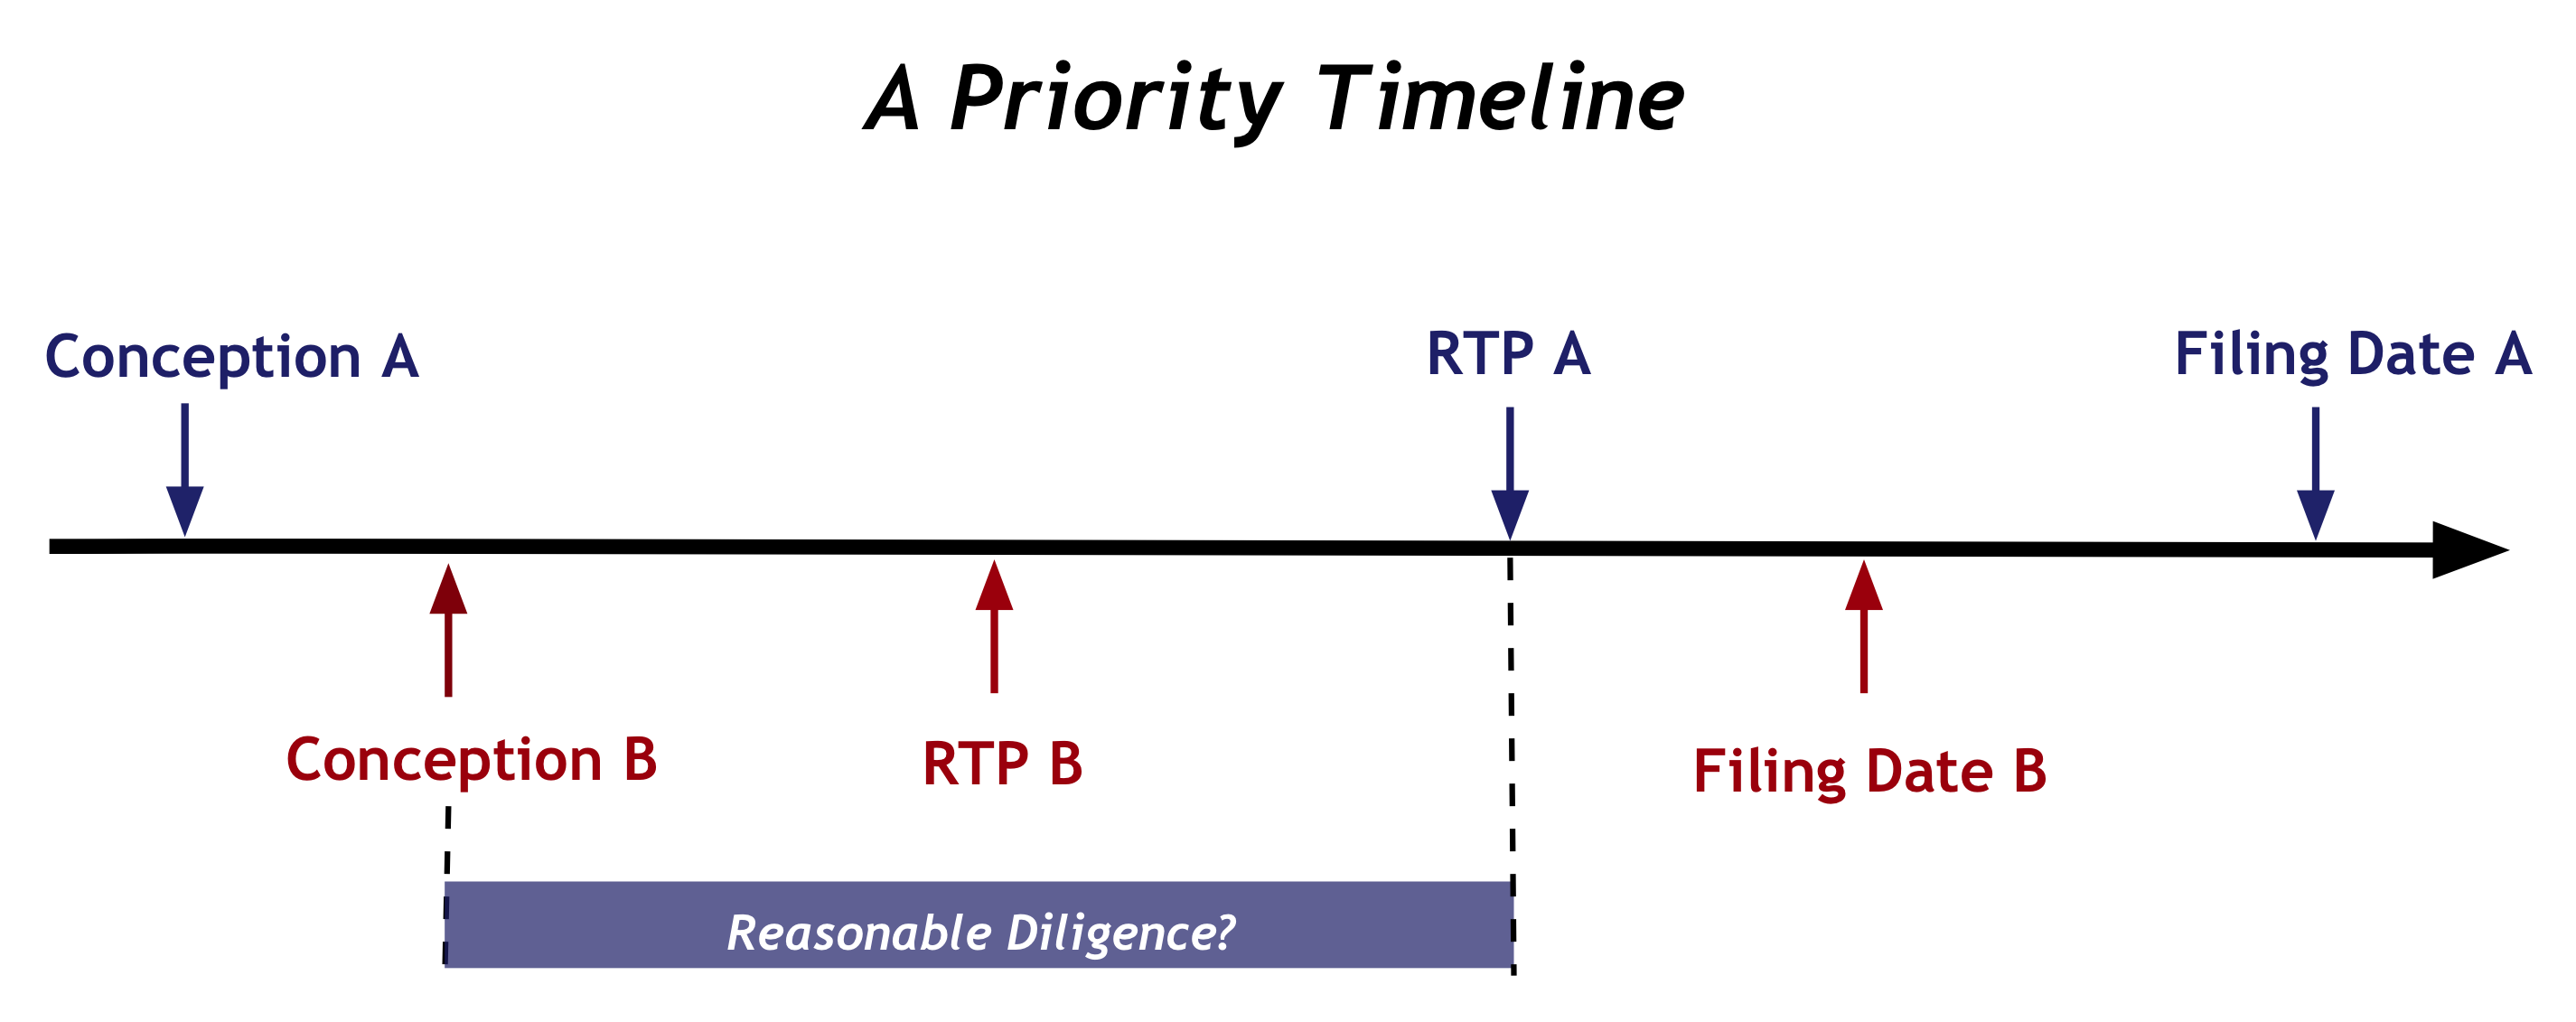 A Priority Timeline
Conception A
RTP A
Filing Date A
Conception B
RTP B
Filing Date B
Reasonable Diligence?